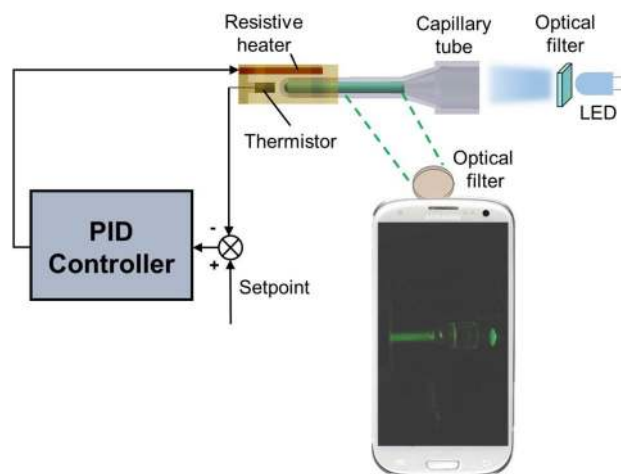 Resistive
heater
Capillary
tube
Optical
filter
LED
Thermistor
Optical
filter
PID
Controller
-
+
Setpoint